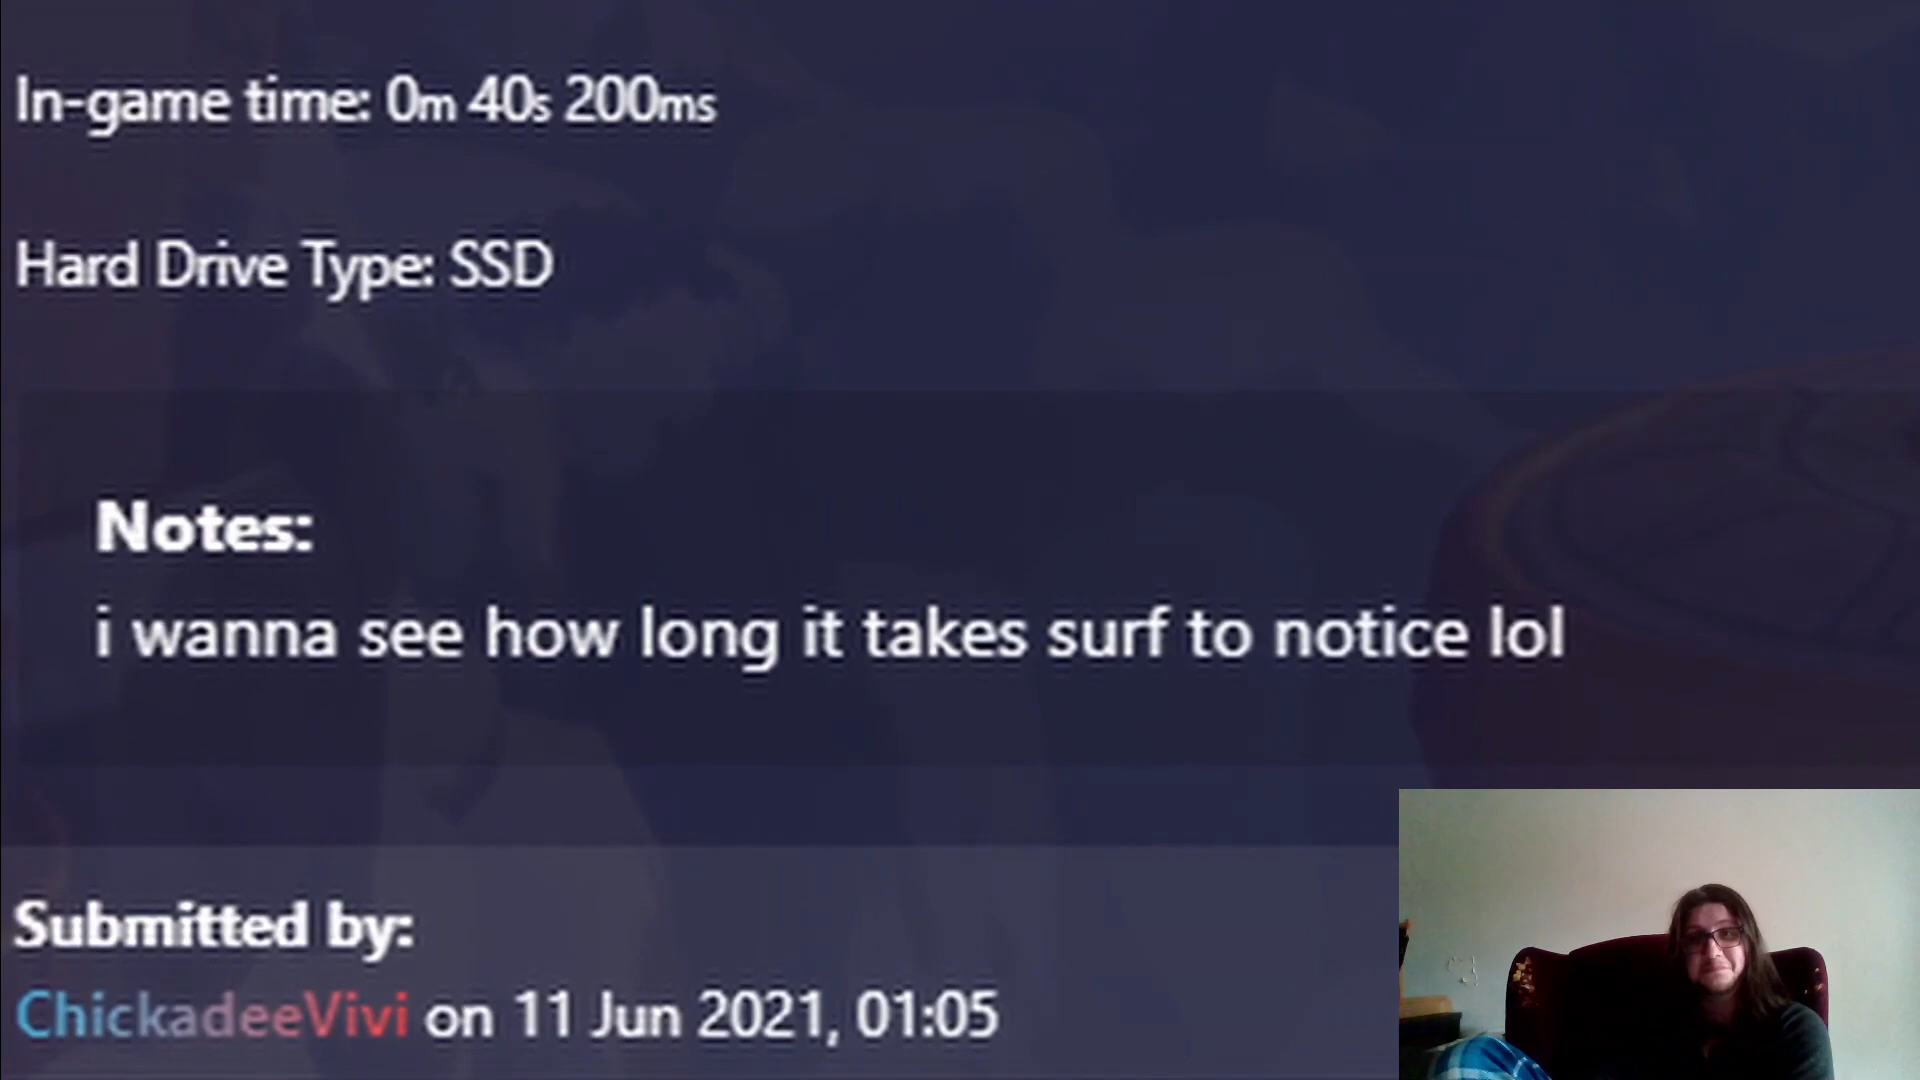 In-game time: 0m 40s 200ms
Hard Drive Type: SSD
Notes:
i wanna see how long it takes surf to notice lol
Submitted by:
ChickadeeVivi on 11 Jun 2021, 01:05